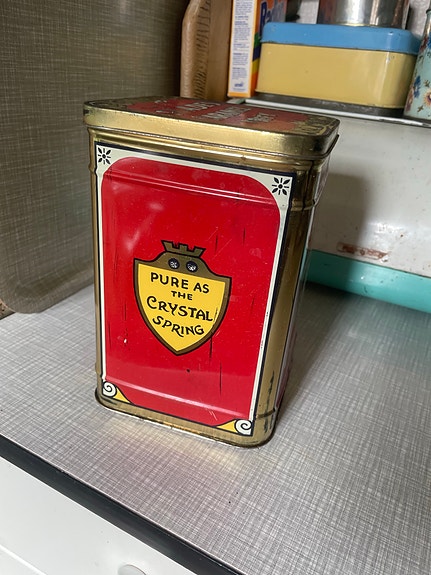 PURE AS
THE
CRYSTAL
SPRING